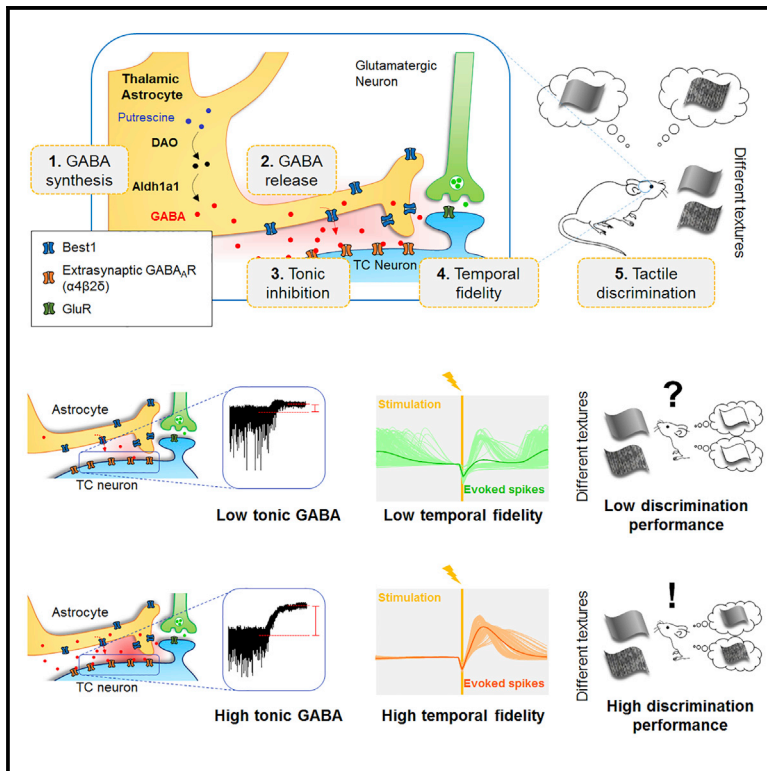 Thalamic
Astrocyte
Putrescine
DAO
Aldh1a1
GABA
1. GABA
synthesis
2. GABA
release
Glutamatergic
Neuron
Best1
Extrasynaptic GABAAR
(α4β2δ)
GluR
3. Tonic
inhibition
TC Neuron
4. Temporal
fidelity
5. Tactile
discrimination
Different
textures
Astrocyte
TC neuron
Low tonic GABA
Stimulation
Evoked spikes
Low temporal fidelity
Different textures
?
Low discrimination
performance
Astrocyte
TC neuron
High tonic GABA
Stimulation
Evoked spikes
High temporal fidelity
Different textures
!
High discrimination
performance